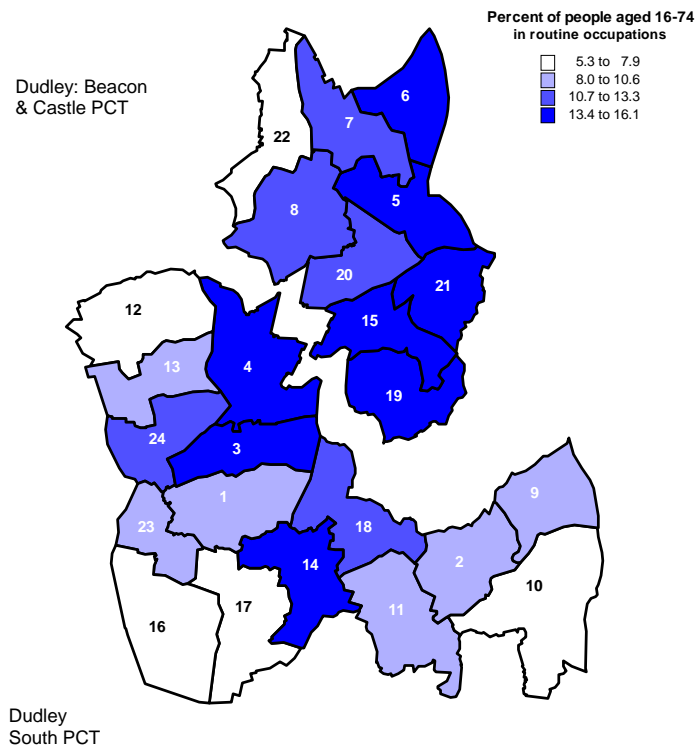 Percent of people aged 16-74
in routine occupations
5.3 to 7.9
8.0 to 10.6
10.7 to 13.3
13.4 to 16.1
Dudley: Beacon
& Castle PCT
6
7
22
5
8
20
21
12
15
13
4
19
24
3
9
1
23
18
2
14
10
17
11
16
Dudley
South PCT